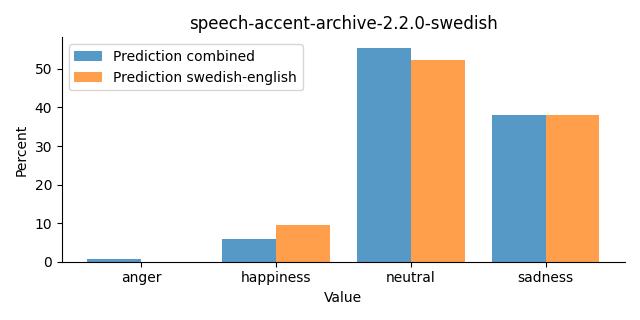 speech-accent-archive-2.2.0-swedish
Prediction combined
Prediction swedish-english
Percent
50
40
30
20
10
0
anger happiness neutral sadness
Value